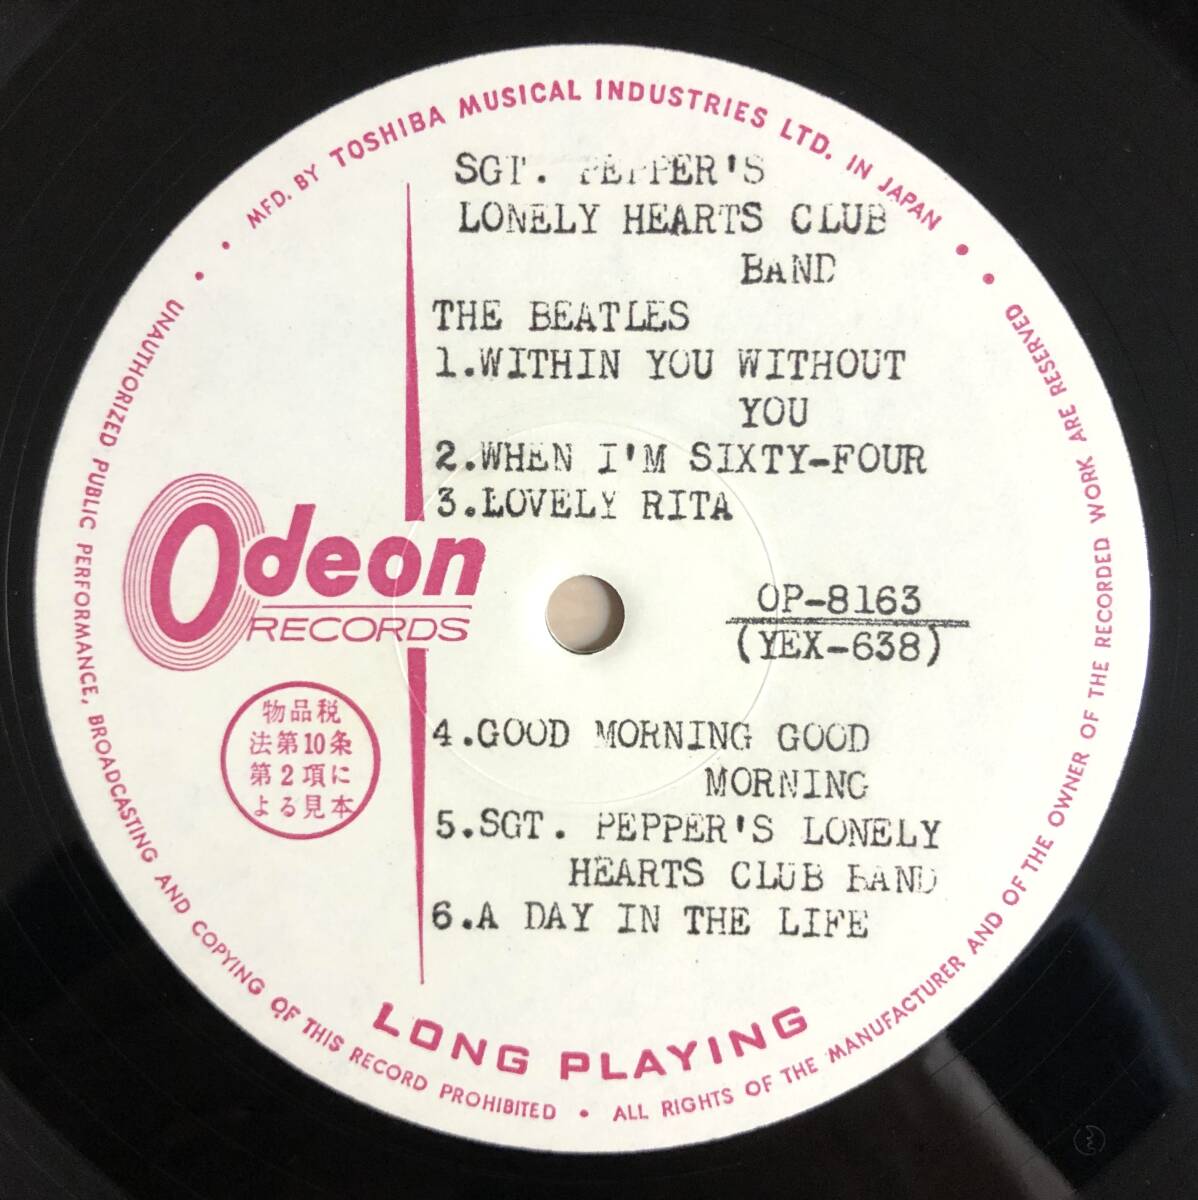 MFD. BY TOSHIBA MUSICAL INDUSTRIES LTD. IN JAPAN
SGT. PEPPER'S
LONELY HEARTS CLUB
BAND
THE BEATLES
1.WITHIN YOU WITHOUT
YOU
2.WHEN I'M SIXTY-FOUR
3.LOVELY RITA
Odeon
RECORDS
OP-8163
(YEX-638)
物品税
法第10条
第2項に
よる見本
4.GOOD MORNING GOOD
MORNING
5.SGT. PEPPER'S LONELY
HEARTS CLUB BAND
6.A DAY IN THE LIFE
LONG PLAYING
UNAUTHORIZED PUBLIC PERFORMANCE, BROADCASTING AND COPYING OF THIS RECORD PROHIBITED • ALL RIGHTS OF THE MANUFACTURER AND OF THE OWNER OF THE RECORDED WORK ARE RESERVED